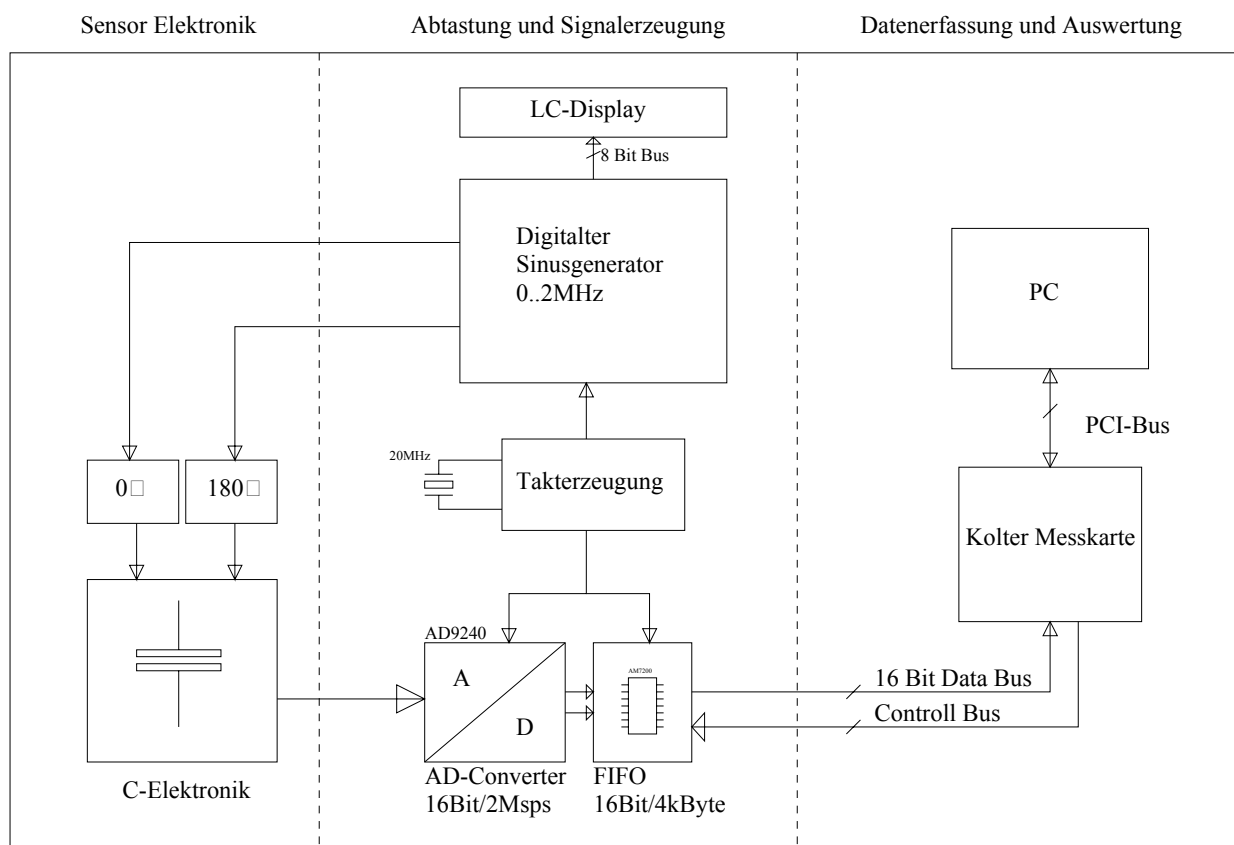 Sensor Elektronik
Abtastung und Signalerzeugung
Datenerfassung und Auswertung
LC-Display
8 Bit Bus
Digitalter
Sinusgenerator
0..2MHz
PC
PCI-Bus
20MHz
Takterzeugung
0□
180□
Kolter Messkarte
AD9240
A
D
AM7200
16 Bit Data Bus
Controll Bus
C-Elektronik
AD-Converter
16Bit/2Msps
FIFO
16Bit/4kByte